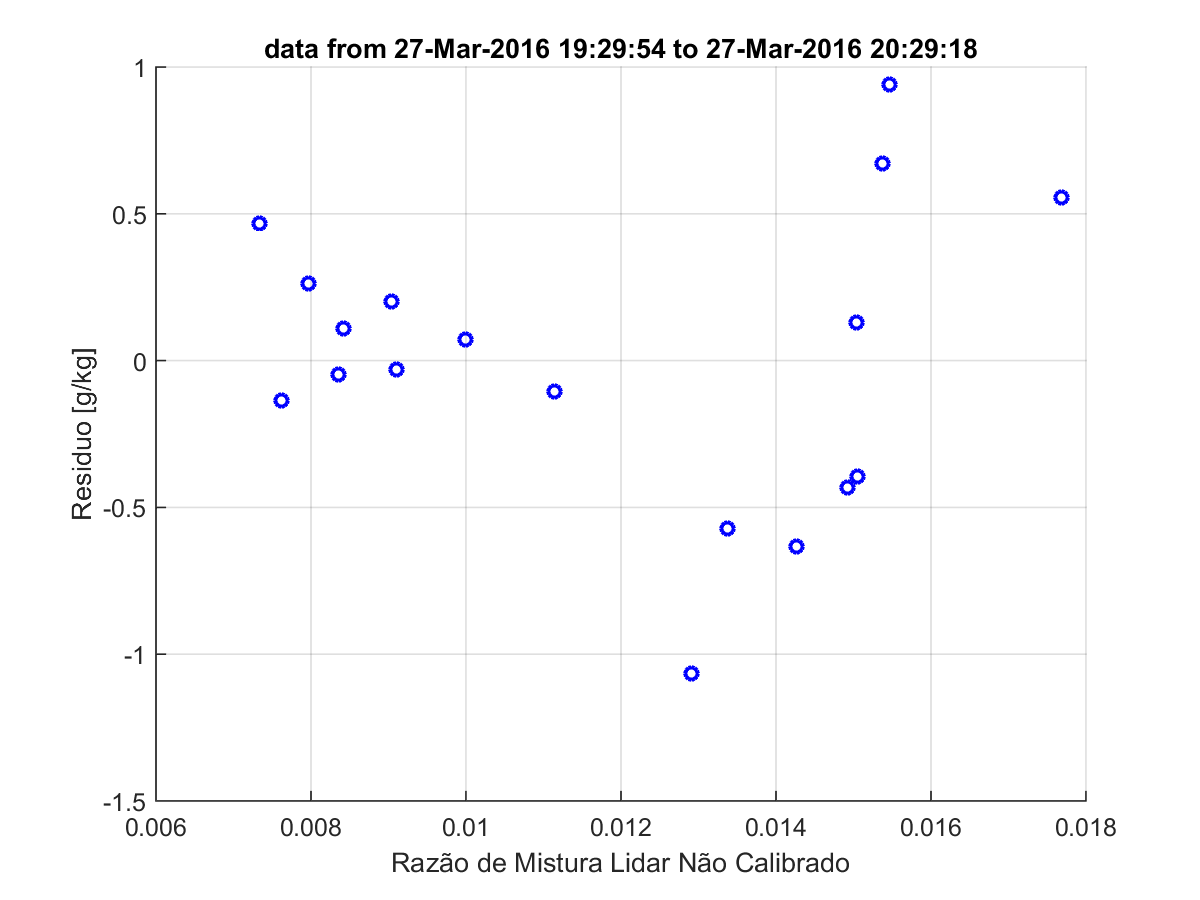 data from 27-Mar-2016 19:29:54 to 27-Mar-2016 20:29:18
1
0.5
0
-0.5
-1
-1.5
Residuo [g/kg]
0.006 0.008 0.01 0.012 0.014 0.016 0.018
Razão de Mistura Lidar Não Calibrado